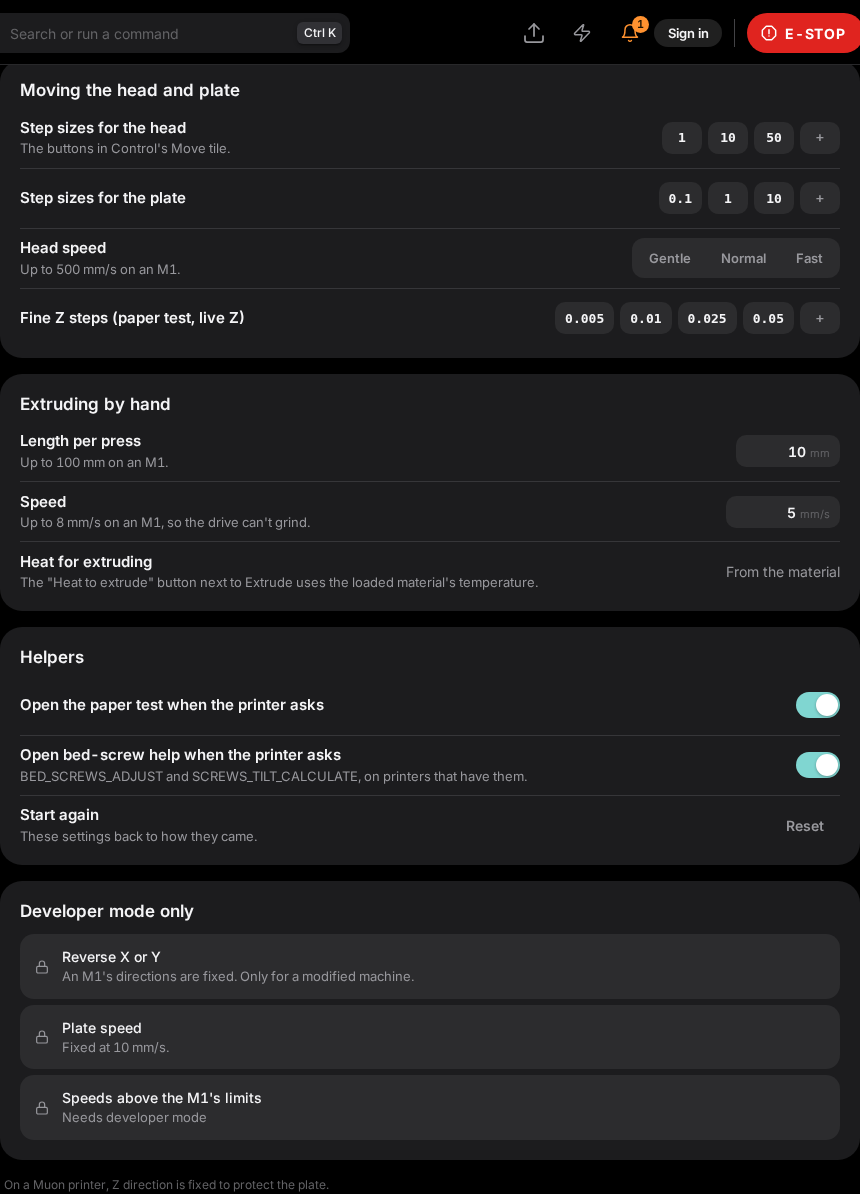 Search or run a command Ctrl K 1 Sign in E-STOP
Moving the head and plate
Step sizes for the head
The buttons in Control's Move tile.
1 10 50 +
Step sizes for the plate
0.1 1 10 +
Head speed
Up to 500 mm/s on an M1.
Gentle Normal Fast
Fine Z steps (paper test, live Z)
0.005 0.01 0.025 0.05 +
Extruding by hand
Length per press
Up to 100 mm on an M1.
10 mm
Speed
Up to 8 mm/s on an M1, so the drive can't grind.
5 mm/s
Heat for extruding
The "Heat to extrude" button next to Extrude uses the loaded material's temperature.
From the material
Helpers
Open the paper test when the printer asks
Open bed-screw help when the printer asks
BED_SCREWS_ADJUST and SCREWS_TILT_CALCULATE, on printers that have them.
Start again
These settings back to how they came.
Reset
Developer mode only
Reverse X or Y
An M1's directions are fixed. Only for a modified machine.
Plate speed
Fixed at 10 mm/s.
Speeds above the M1's limits
Needs developer mode
On a Muon printer, Z direction is fixed to protect the plate.